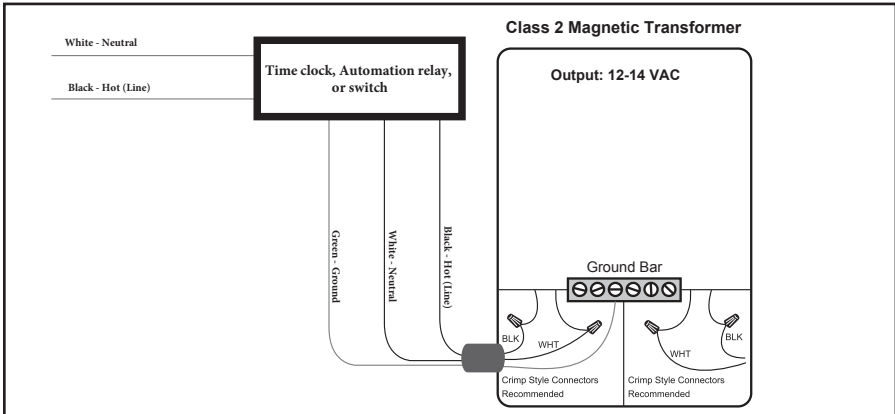 Class 2 Magnetic Transformer
White - Neutral
Time clock, Automation relay,
or switch
Output: 12-14 VAC
Black - Hot (Line)
Green - Ground
White - Neutral
Black - Hot (Line)
Ground Bar
BLK
WHT
WHT
BLK
Crimp Style Connectors
Recommended
Crimp Style Connectors
Recommended